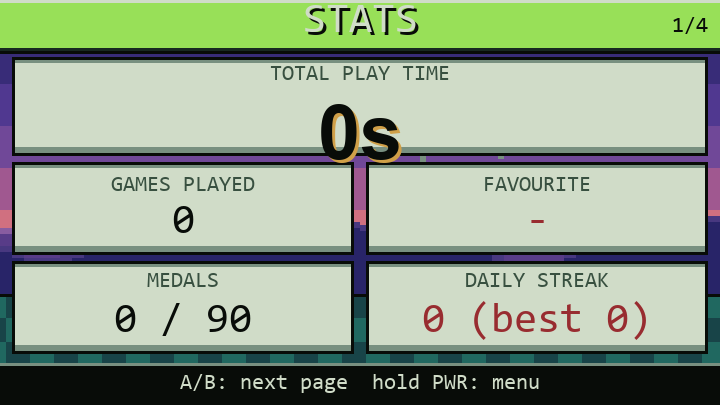 STATS
1/4
TOTAL PLAY TIME
0s
GAMES PLAYED
0
FAVOURITE
-
MEDALS
0 / 90
DAILY STREAK
0 (best 0)
A/B: next page  hold PWR: menu